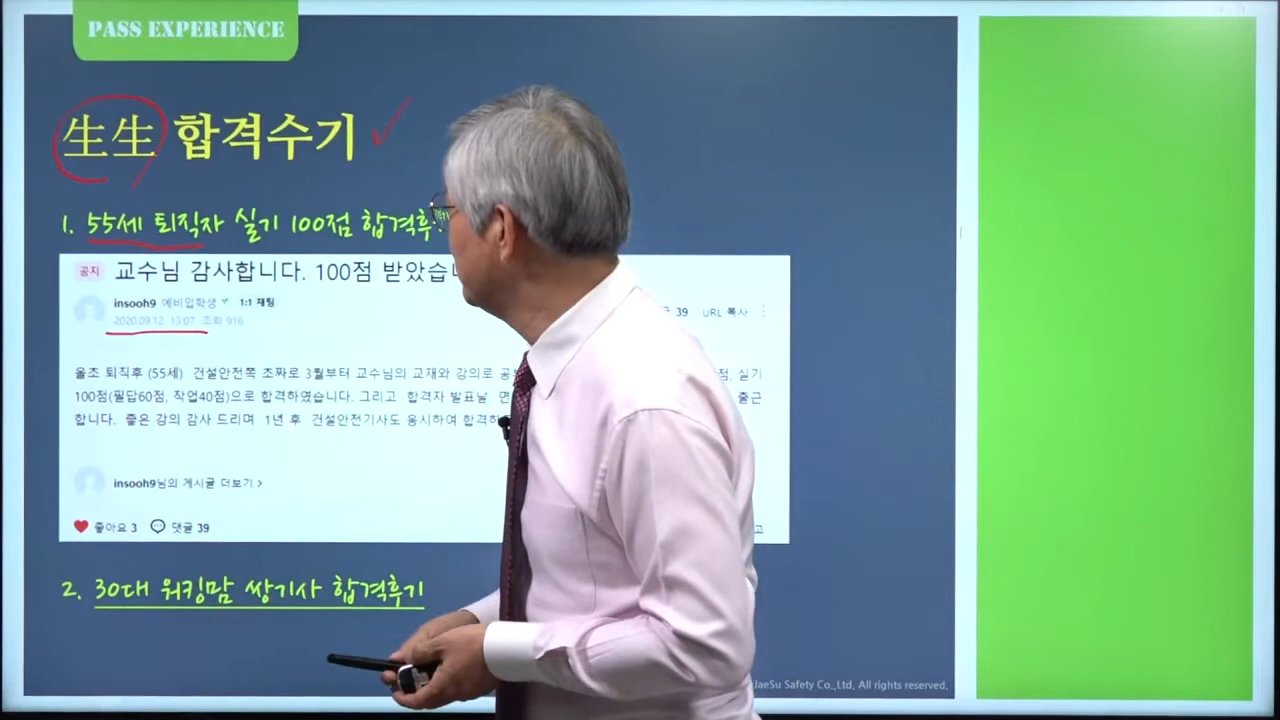 PASS EXPERIENCE
生生 합격수기
1. 55세 퇴직자 실기 100점 합격후
공지 교수님 감사합니다. 100점 받았습
insooh9 예비입학생 1:1 채팅
2020.09.12. 13:07 조회 916
39 URL 복사
올조 퇴직후 (55세) 건설안전쪽 초짜로 3월부터 교수님의 교재와 강의로 점, 실기
100점(필답60점, 작업40점)으로 합격하였습니다. 그리고 합격자 발표날 면 출근
합니다. 좋은 강의 감사 드리며 1년 후 건설안전기사도 응시하여 합격하
insooh9님의 게시글 더보기 >
좋아요 3 댓글 39
고
2. 30대 워킹맘 쌍기사 합격후기
JaeSu Safety Co.,Ltd. All rights reserved.